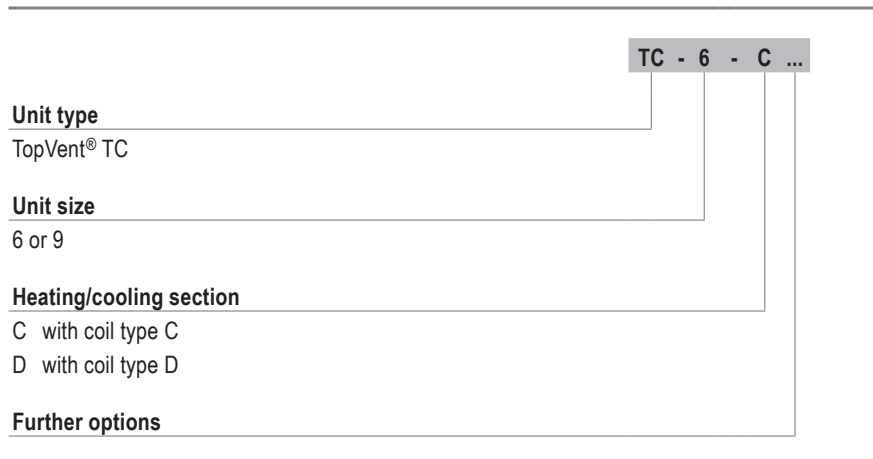 TC - 6 - C ...
Unit type
TopVent® TC
Unit size
6 or 9
Heating/cooling section
C with coil type C
D with coil type D
Further options